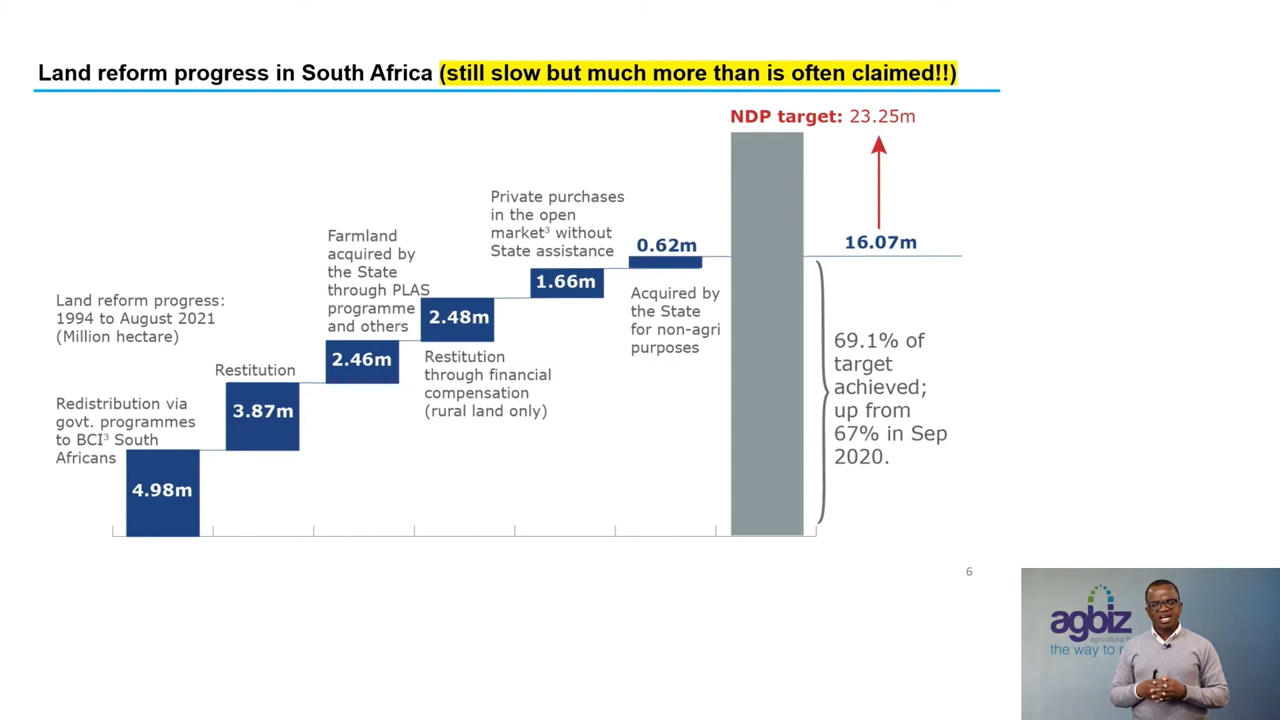 Land reform progress in South Africa (still slow but much more than is often claimed!!)
NDP target: 23.25m
Private purchases
in the open
market³ without
State assistance
Farmland
acquired by
the State
through PLAS
programme
and others
0.62m
16.07m
1.66m
Acquired by
the State
for non-agri
purposes
Land reform progress:
1994 to August 2021
(Million hectare)
2.48m
2.46m
Restitution
through financial
compensation
(rural land only)
69.1% of
target
achieved;
up from
67% in Sep
2020.
Restitution
3.87m
Redistribution via
govt. programmes
to BCI³ South
Africans
4.98m
6
agbiz
agricultural
the way to